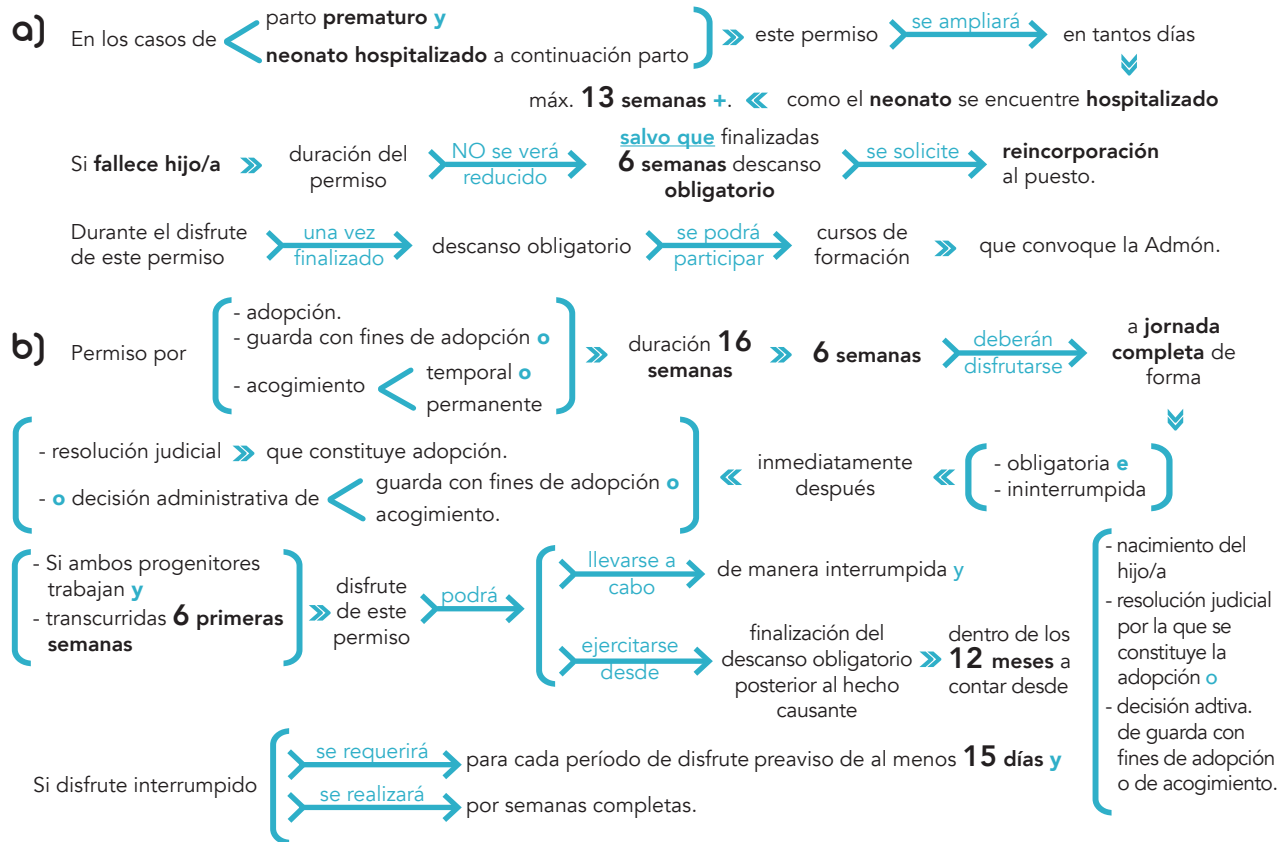 a) En los casos de
parto prematuro y
neonato hospitalizado a continuación parto
este permiso
se ampliará
en tantos días
como el neonato se encuentre hospitalizado
máx. 13 semanas +.
Si fallece hijo/a
duración del
permiso
NO se verá
reducido
salvo que finalizadas
6 semanas descanso
obligatorio
se solicite
reincorporación
al puesto.
Durante el disfrute
de este permiso
una vez
finalizado
descanso obligatorio
se podrá
participar
cursos de
formación
que convoque la Admón.
b) Permiso por
- adopción.
- guarda con fines de adopción o
- acogimiento
temporal o
permanente
duración 16
semanas
6 semanas
deberán
disfrutarse
a jornada
completa de
forma
- obligatoria e
- ininterrumpida
inmediatamente
después
- resolución judicial
que constituye adopción.
- o decisión administrativa de
guarda con fines de adopción o
acogimiento.
- Si ambos progenitores
trabajan y
- transcurridas 6 primeras
semanas
disfrute
de este
permiso
podrá
llevarse a
cabo
de manera interrumpida y
ejercitarse
desde
finalización del
descanso obligatorio
posterior al hecho
causante
dentro de los
12 meses a
contar desde
- nacimiento del
hijo/a
- resolución judicial
por la que se
constituye la
adopción o
- decisión adtiva.
de guarda con
fines de adopción
o de acogimiento.
Si disfrute interrumpido
se requerirá
para cada período de disfrute preaviso de al menos 15 días y
se realizará
por semanas completas.